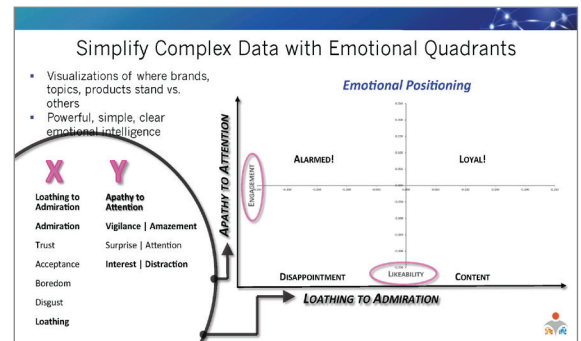 Simplify Complex Data with Emotional Quadrants
Visualizations of where brands,
topics, products stand vs.
others
Powerful, simple, clear
emotional intelligence
X
Y
Loathing to
Admiration
Apathy to
Attention
Admiration
Vigilance | Amazement
Trust
Surprise | Attention
Acceptance
Interest | Distraction
Boredom
Disgust
Loathing
Emotional Positioning
APATHY TO ATTENTION
ENGAGEMENT
ALARMED!
LOYAL!
DISAPPOINTMENT
LIKEABILITY
CONTENT
LOATHING TO ADMIRATION